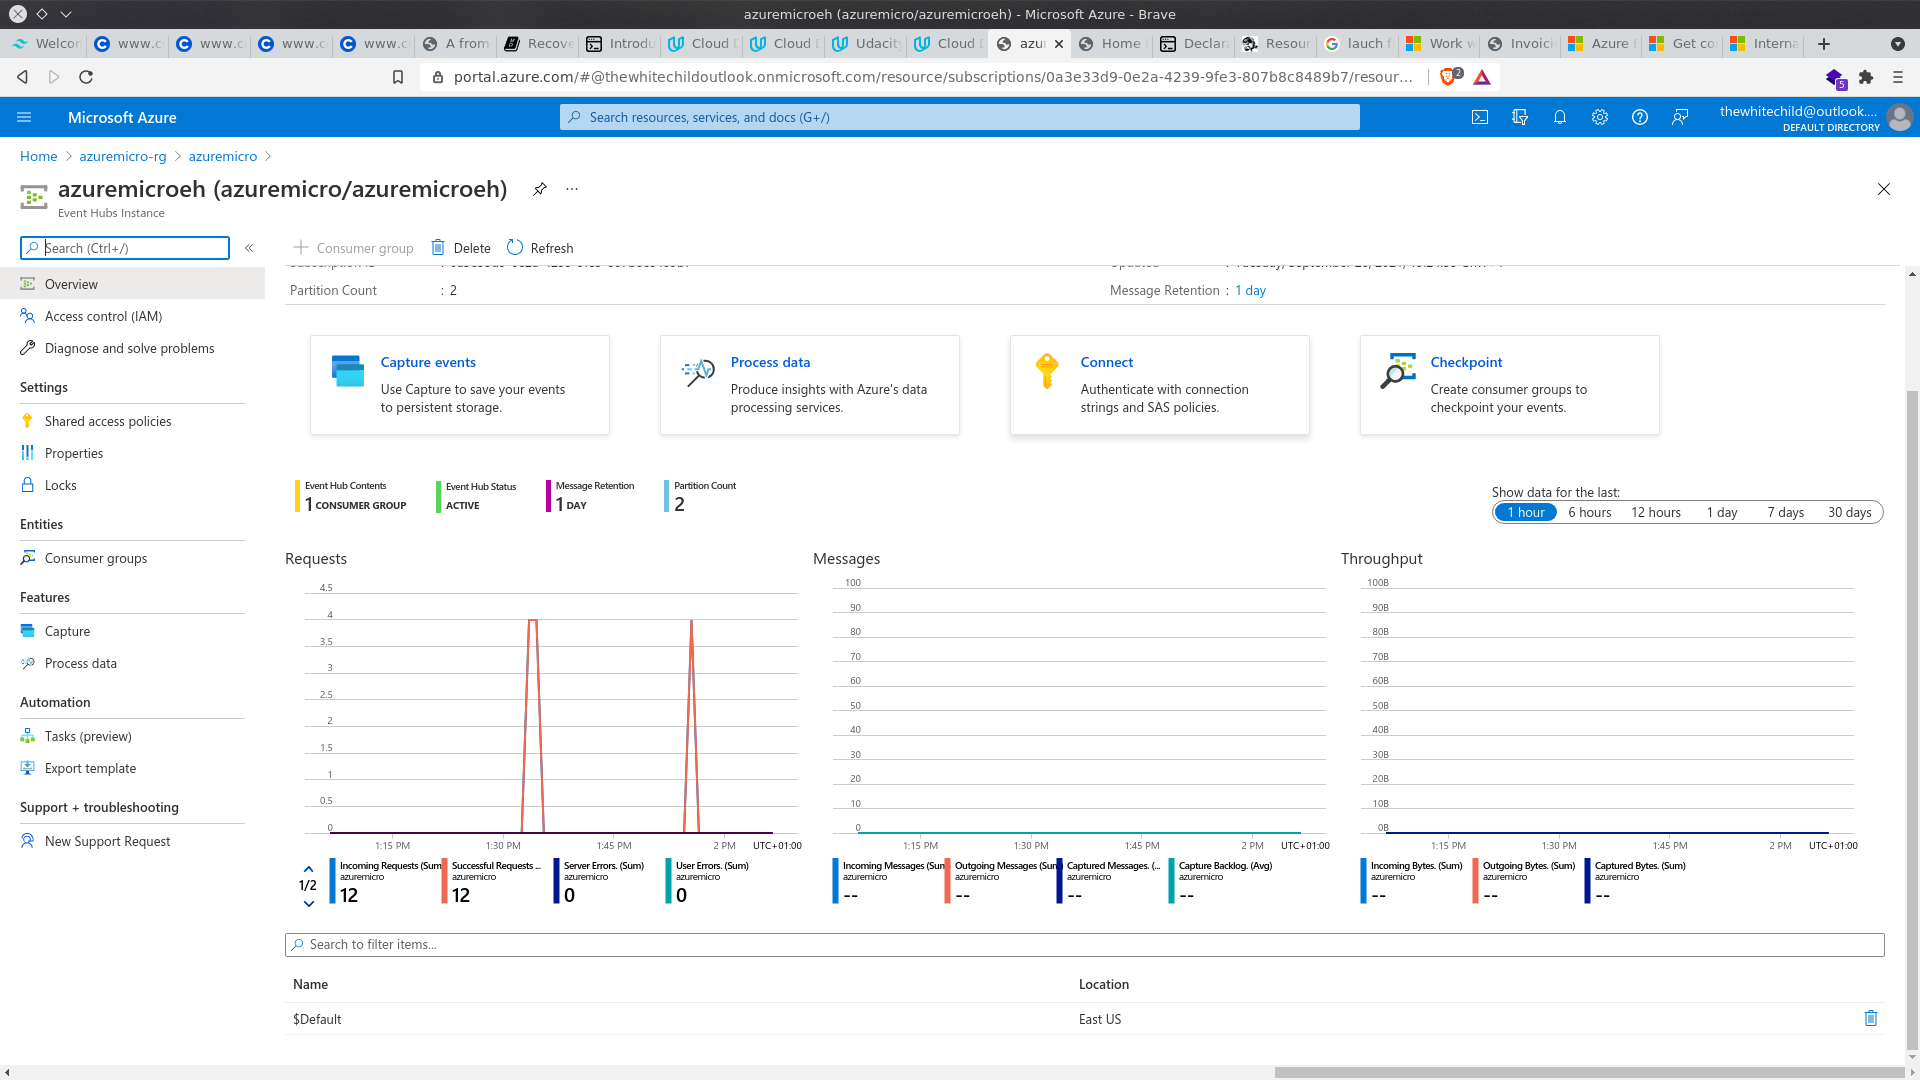 azuremicroeh (azuremicro/azuremicroeh) - Microsoft Azure - Brave
Welcon www.c www.c www.c www.c A from Recove Introdu Cloud Cloud Udacity Cloud azur Home Declara Resour lauch f Work w Invoici Azure Get co Interna
portal.azure.com/#@thewhitechildoutlook.onmicrosoft.com/resource/subscriptions/0a3e33d9-0e2a-4239-9fe3-807b8c8489b7/resour... 2 5
Microsoft Azure
Search resources, services, and docs (G+/)
thewhitechild@outlook....
DEFAULT DIRECTORY
Home > azuremicro-rg > azuremicro >
azuremicroeh (azuremicro/azuremicroeh) ...
Event Hubs Instance
Search (Ctrl+/) «
Consumer group Delete Refresh
Overview
Access control (IAM)
Diagnose and solve problems
Settings
Shared access policies
Properties
Locks
Entities
Consumer groups
Features
Capture
Process data
Automation
Tasks (preview)
Export template
Support + troubleshooting
New Support Request
Partition Count : 2
Message Retention : 1 day
Capture events
Use Capture to save your events
to persistent storage.
Process data
Produce insights with Azure's data
processing services.
Connect
Authenticate with connection
strings and SAS policies.
Checkpoint
Create consumer groups to
checkpoint your events.
Event Hub Contents
1 CONSUMER GROUP
Event Hub Status
ACTIVE
Message Retention
1 DAY
Partition Count
2
Show data for the last:
1 hour 6 hours 12 hours 1 day 7 days 30 days
Requests
4.5
4
3.5
3
2.5
2
1.5
1
0.5
0
1:15 PM 1:30 PM 1:45 PM 2 PM UTC+01:00
1/2
Incoming Requests (Sum
azuremicro
12
Successful Requests ...
azuremicro
12
Server Errors. (Sum)
azuremicro
0
User Errors. (Sum)
azuremicro
0
Messages
100
90
80
70
60
50
40
30
20
10
0
1:15 PM 1:30 PM 1:45 PM 2 PM UTC+01:00
Incoming Messages (Sum
azuremicro
--
Outgoing Messages (Sum
azuremicro
--
Captured Messages. (...
azuremicro
--
Capture Backlog. (Avg)
azuremicro
--
Throughput
100B
90B
80B
70B
60B
50B
40B
30B
20B
10B
0B
1:15 PM 1:30 PM 1:45 PM 2 PM UTC+01:00
Incoming Bytes. (Sum)
azuremicro
--
Outgoing Bytes. (Sum)
azuremicro
--
Captured Bytes. (Sum)
azuremicro
--
Search to filter items...
Name Location
$Default East US